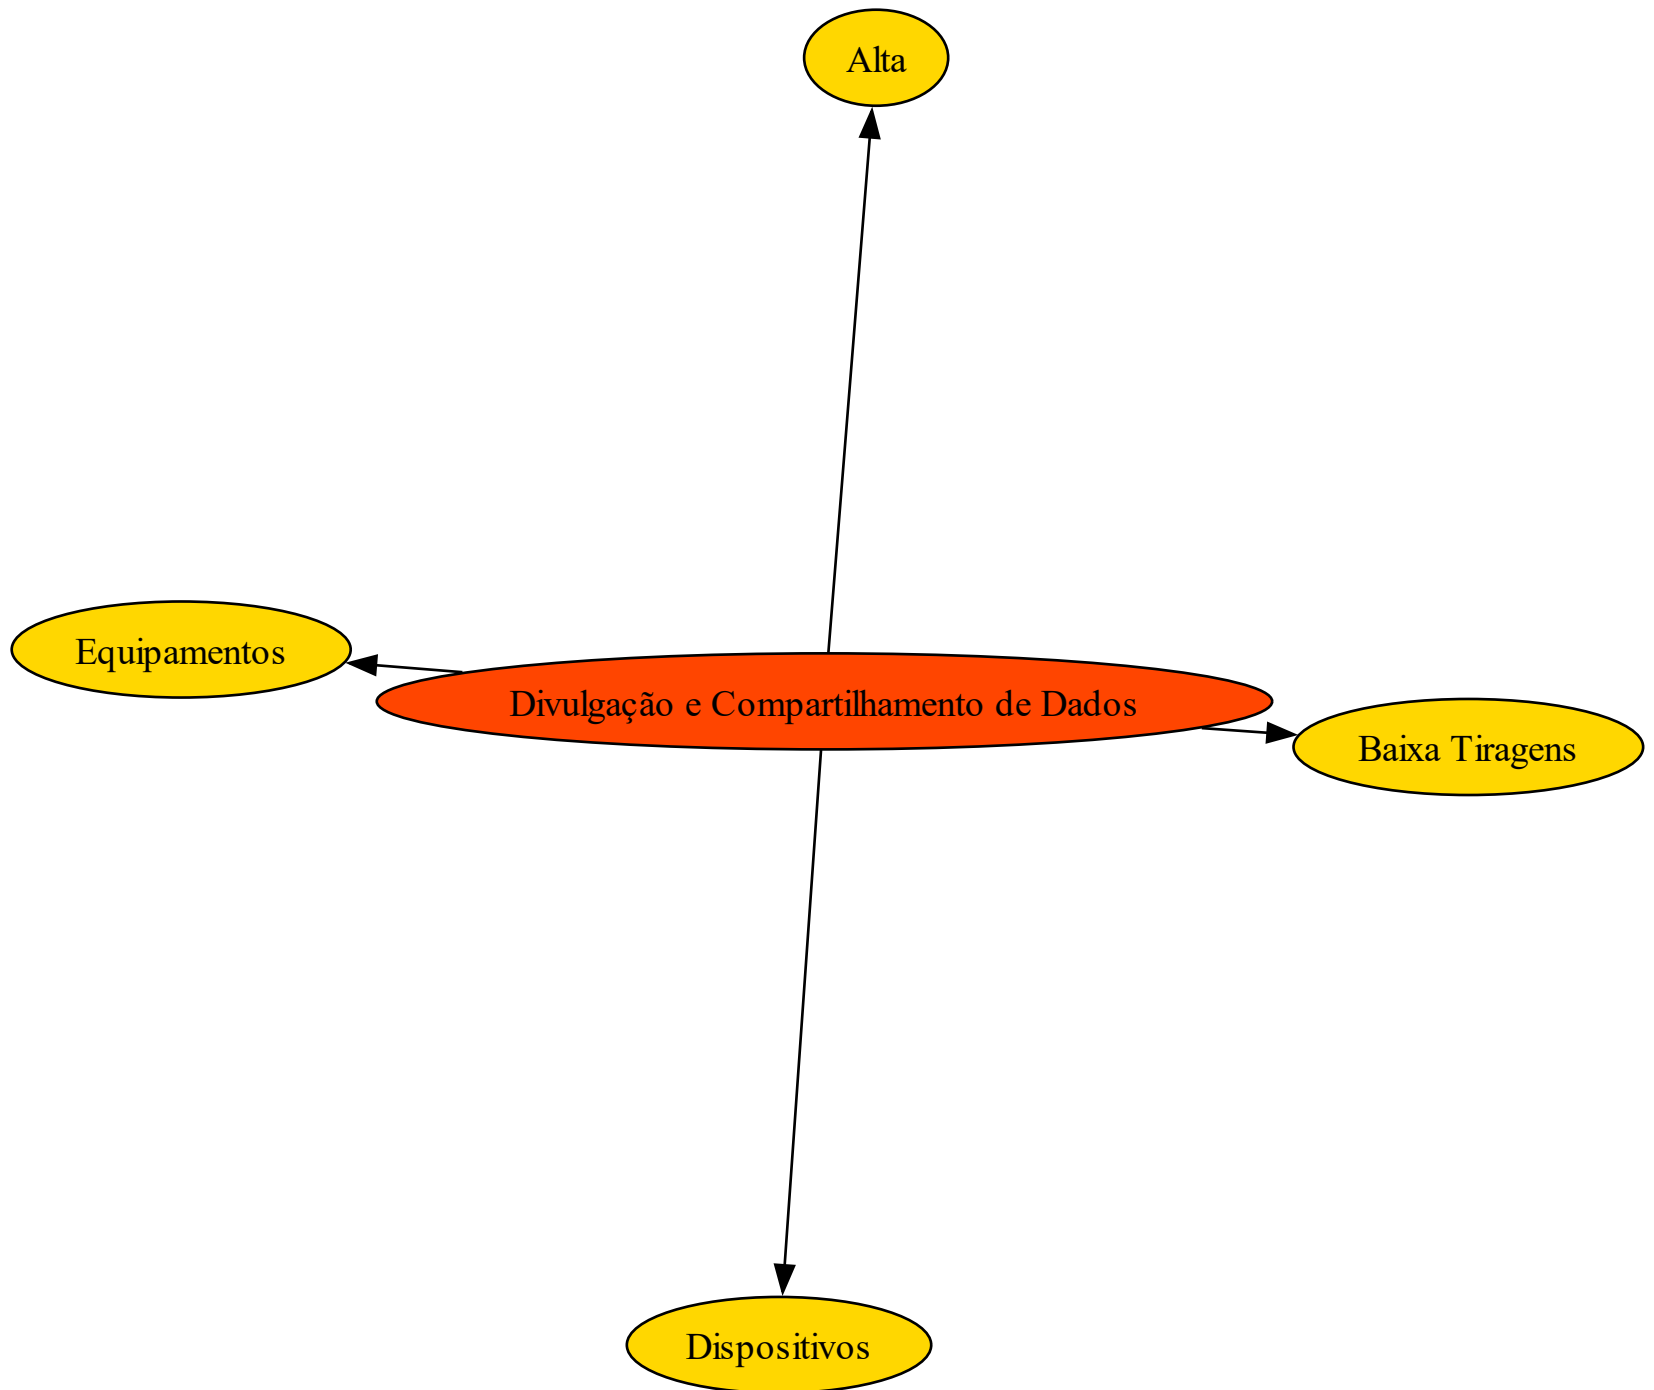 Alta
Equipamentos
Divulgação e Compartilhamento de Dados
Baixa Tiragens
Dispositivos